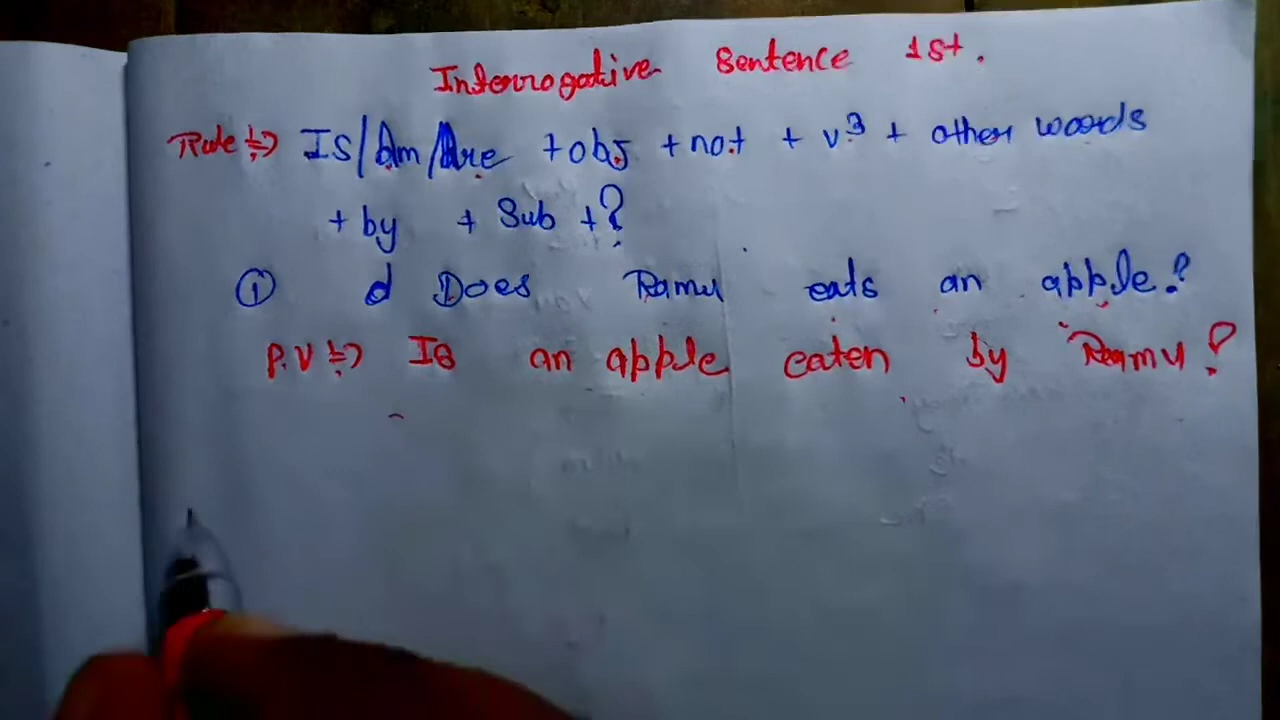 Interrogative Sentence 1st.
Rule ⇒ Is/Am/Are + obj + not + v3 + other words
+ by + Sub + ?
① d Does Ramu eats an apple?
P.V ⇒ Is an apple eaten by Ramu?